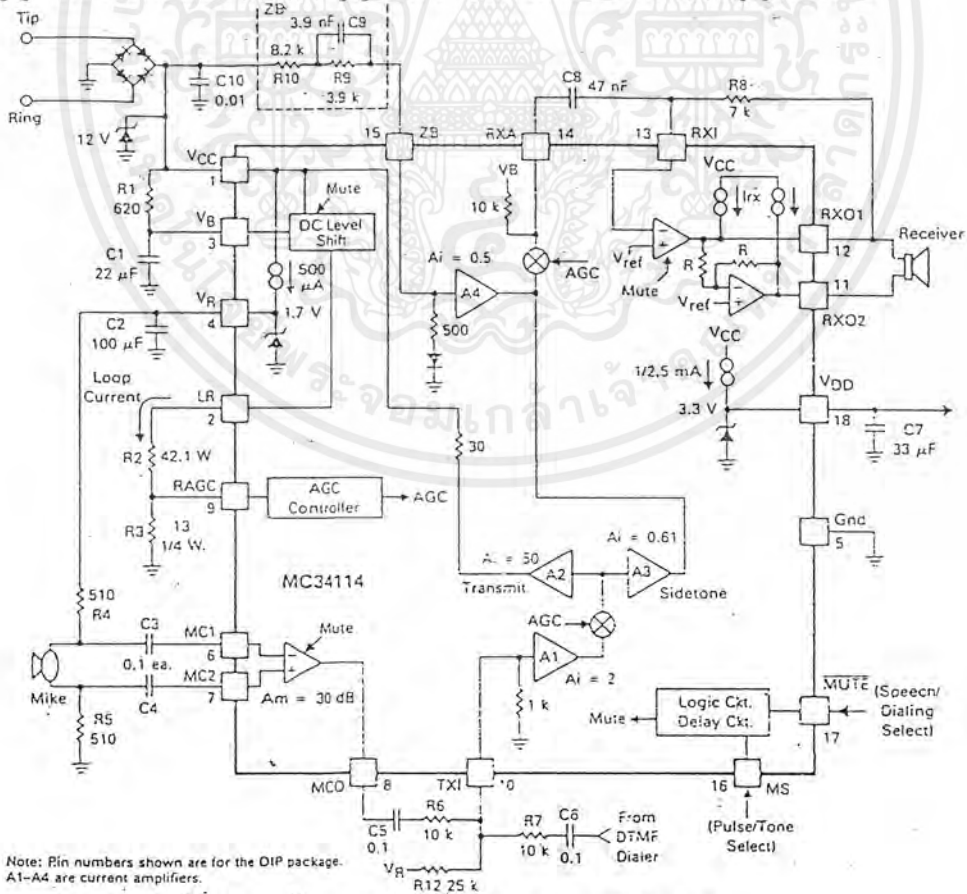 Tip
ZB
3.9 nF C9
8.2 k
R10
R9
3.9 k
C10
0.01
Ring
12 V
C8 47 nF
R8
7 k
15 ZB
RXA 14
13 RXI
VCC
1
R1
620
VB
3
Mute
DC Level
Shift
C1
22 µF
500
µA
1.7 V
VR
4
C2
100 µF
VB
10 k
AGC
Ai = 0.5
A4
500
VCC
Irx
RXO1
12
Receiver
R
R
Vref
Mute
Vref
11
RXO2
VCC
1/2.5 mA
3.3 V
VDD
18
C7
33 µF
Loop
Current
LR
2
R2 42.1 W
30
RAGC
9
AGC
Controller
AGC
R3
13
1/4 W.
Gnd
5
MC34114
Ai = 50
Transmit
A2
Ai = 0.61
A3
Sidetone
510
R4
C3
0.1 ea.
C4
MC1
6
MC2
7
Mute
Am = 30 dB
AGC
A1
Ai = 2
1 k
Mike
R5
510
Mute
Logic Ckt.
Delay Ckt.
MUTE
17
(Speech/
Dialing
Select)
MCO 8
TXI 10
16 MS
(Pulse/Tone
Select)
C5
0.1
R6
10 k
R7
10 k
C6
0.1
From
DTMF
Dialer
VR
R12 25 k
Note: Pin numbers shown are for the DIP package.
A1-A4 are current amplifiers.